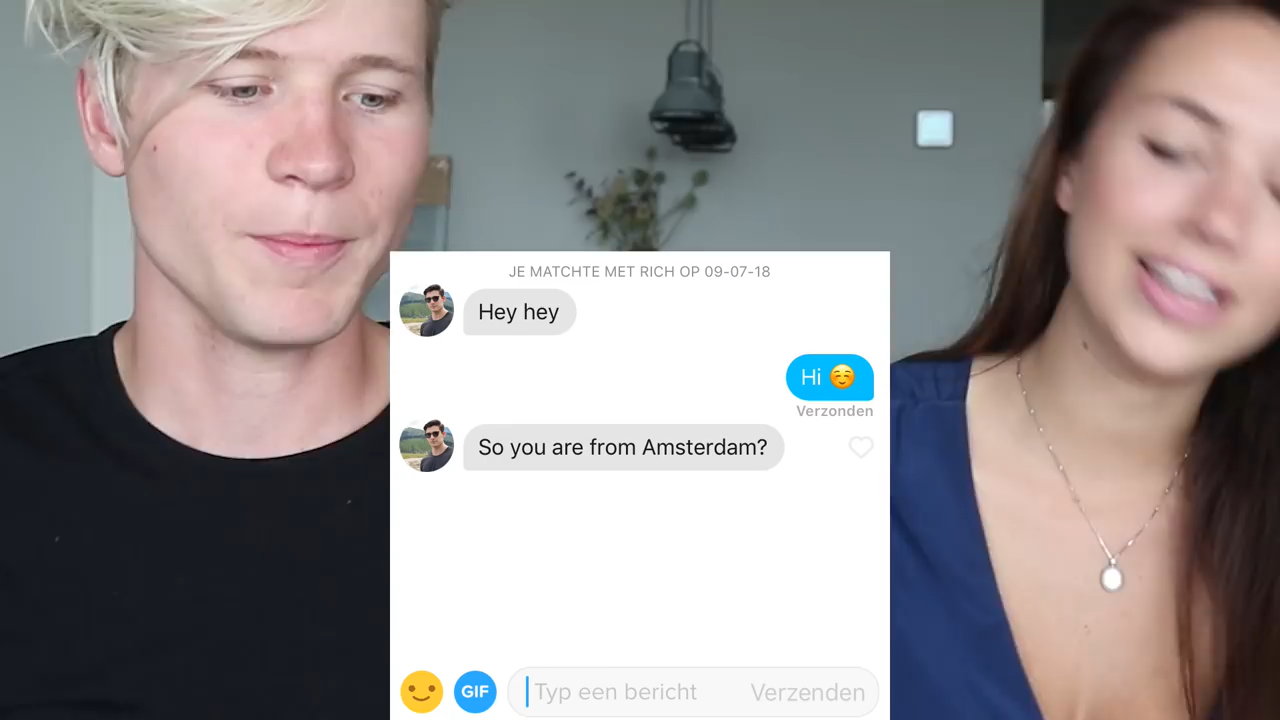 JE MATCHTE MET RICH OP 09-07-18
Hey hey
Hi ☺️
Verzonden
So you are from Amsterdam?
GIF
Typ een bericht Verzenden